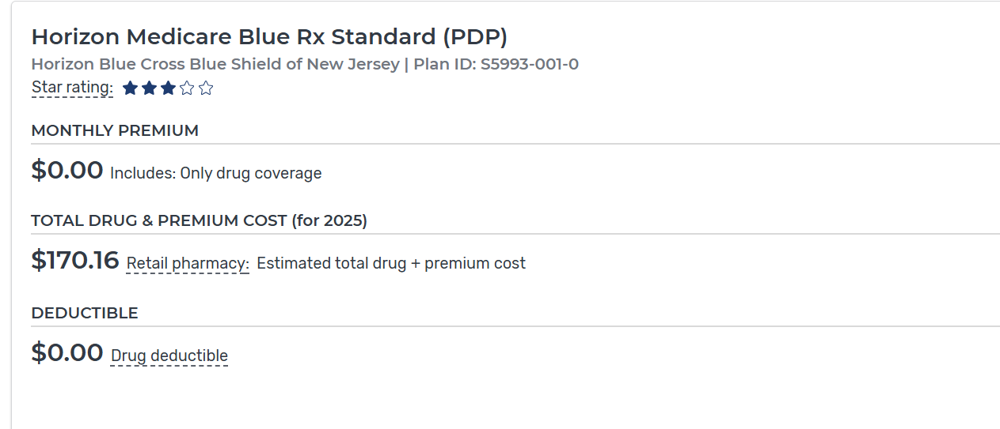 Horizon Medicare Blue Rx Standard (PDP)
Horizon Blue Cross Blue Shield of New Jersey | Plan ID: S5993-001-0
Star rating:
MONTHLY PREMIUM
$0.00 Includes: Only drug coverage
TOTAL DRUG & PREMIUM COST (for 2025)
$170.16 Retail pharmacy: Estimated total drug + premium cost
DEDUCTIBLE
$0.00 Drug deductible